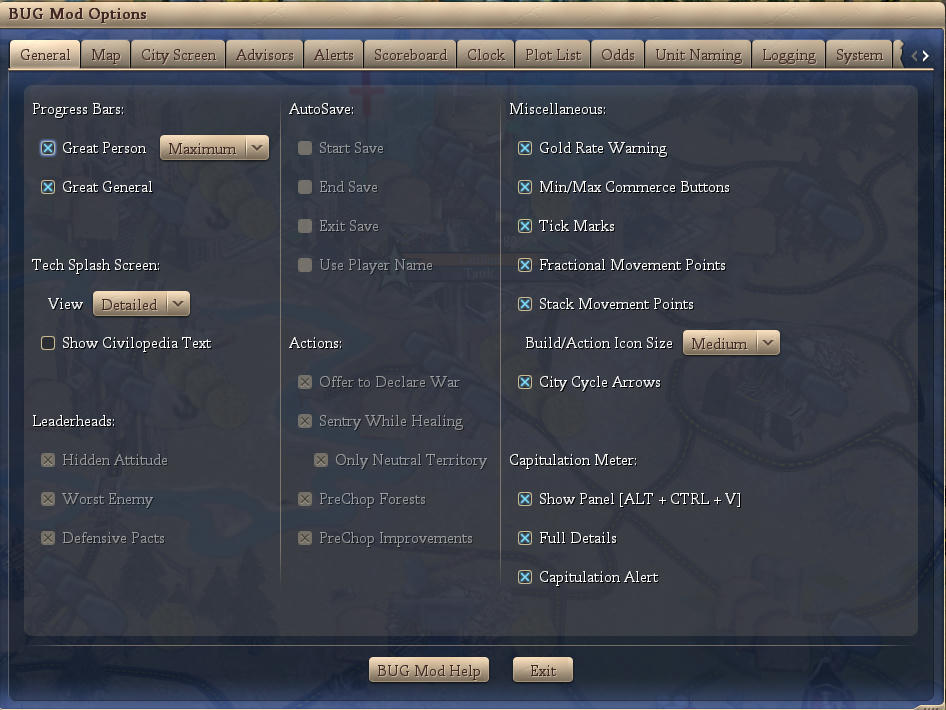 BUG Mod Options
General
Map
City Screen
Advisors
Alerts
Scoreboard
Clock
Plot List
Odds
Unit Naming
Logging
System
Progress Bars:
Great Person
Maximum
Great General
Tech Splash Screen:
View
Detailed
Show Civilopedia Text
Leaderheads:
Hidden Attitude
Worst Enemy
Defensive Pacts
AutoSave:
Start Save
End Save
Exit Save
Use Player Name
Actions:
Offer to Declare War
Sentry While Healing
Only Neutral Territory
PreChop Forests
PreChop Improvements
Miscellaneous:
Gold Rate Warning
Min/Max Commerce Buttons
Tick Marks
Fractional Movement Points
Stack Movement Points
Build/Action Icon Size
Medium
City Cycle Arrows
Capitulation Meter:
Show Panel [ALT + CTRL + V]
Full Details
Capitulation Alert
BUG Mod Help
Exit